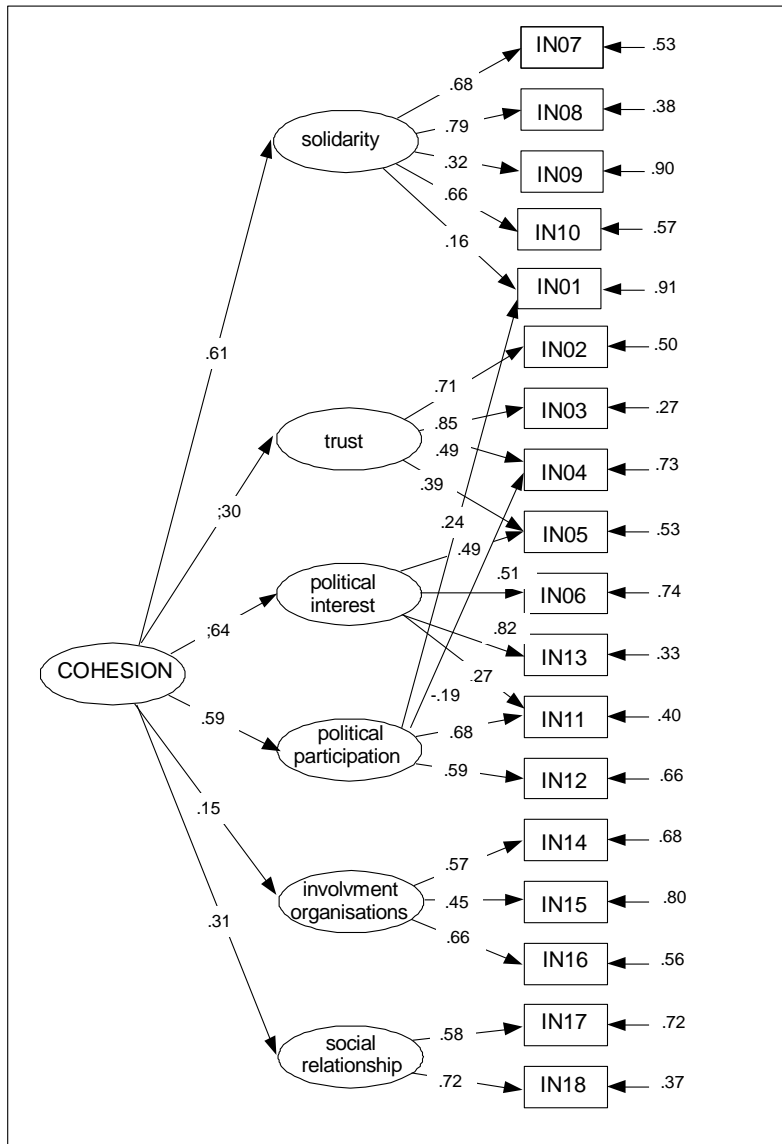 IN07
.53
.68
IN08
.38
.79
solidarity
.32
IN09
.90
.66
IN10
.57
.16
IN01
.91
.61
IN02
.50
.71
IN03
.27
.85
trust
.49
IN04
.73
.39
;30
.24
IN05
.53
.49
political
interest
.51
IN06
.74
;64
.82
IN13
.33
COHESION
.27
-.19
.59
political
participation
.68
IN11
.40
.59
IN12
.66
.15
IN14
.68
.57
involvment
organisations
.45
IN15
.80
.31
.66
IN16
.56
social
relationship
.58
IN17
.72
.72
IN18
.37